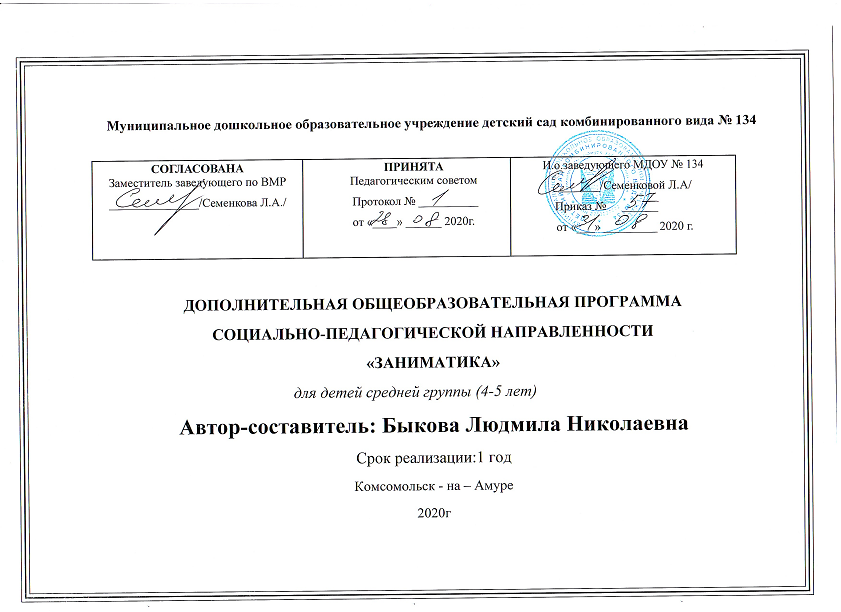 Муниципальное дошкольное образовательное учреждение детский сад комбинированного вида № 134
СОГЛАСОВАНА
Заместитель заведующего по ВМР
/Семенкова Л.А./
ПРИНЯТА
Педагогическим советом
Протокол № 1
от «28» 08 2020г.
И.о.заведующего МДОУ № 134
/Семенковой Л.А/
Приказ № 57
от «31» 08 2020 г.
ДОПОЛНИТЕЛЬНАЯ ОБЩЕОБРАЗОВАТЕЛЬНАЯ ПРОГРАММА
СОЦИАЛЬНО-ПЕДАГОГИЧЕСКОЙ НАПРАВЛЕННОСТИ
«ЗАНИМАТИКА»
для детей средней группы (4-5 лет)
Автор-составитель: Быкова Людмила Николаевна
Срок реализации:1 год
Комсомольск - на – Амуре
2020г